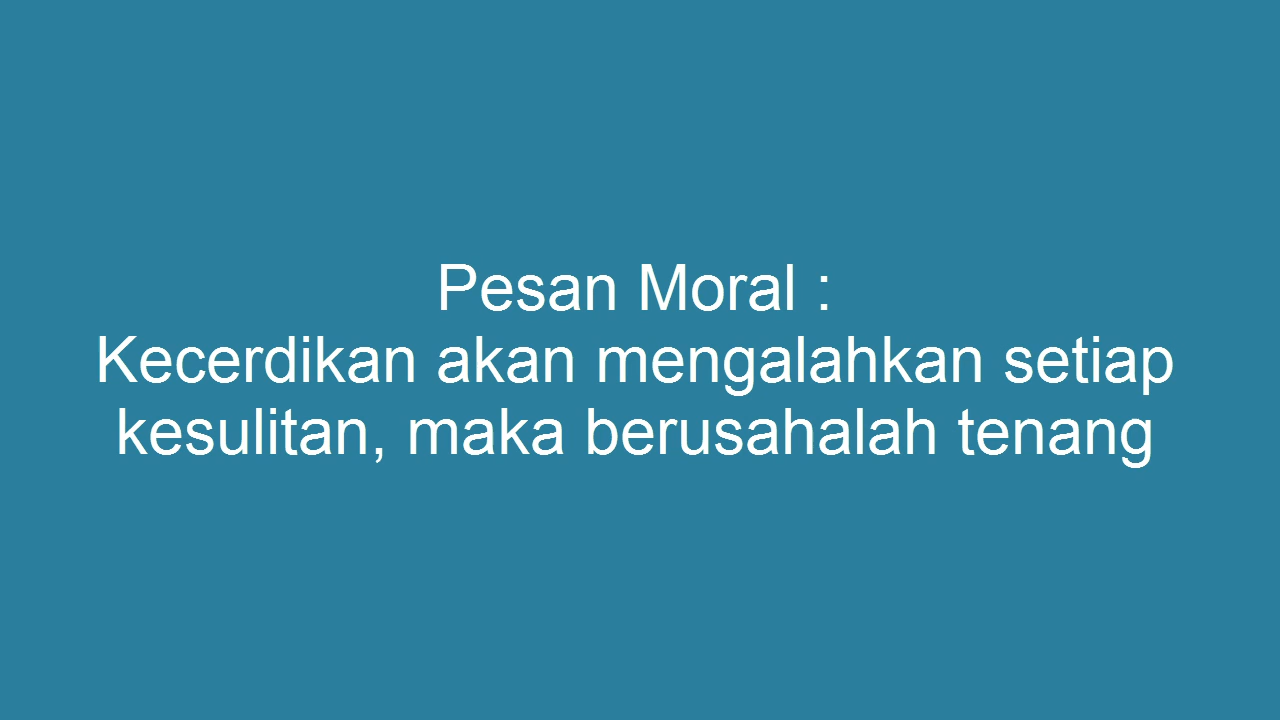 Pesan Moral :
Kecerdikan akan mengalahkan setiap
kesulitan, maka berusahalah tenang